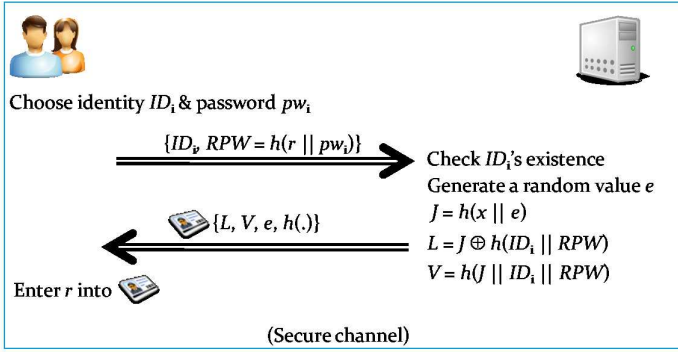 Choose identity IDi & password pwi
{IDi, RPW = h(r || pwi)}
Check IDi's existence
Generate a random value e
J = h(x || e)
{L, V, e, h(.)}
L = J ⊕ h(IDi || RPW)
V = h(J || IDi || RPW)
Enter r into
(Secure channel)